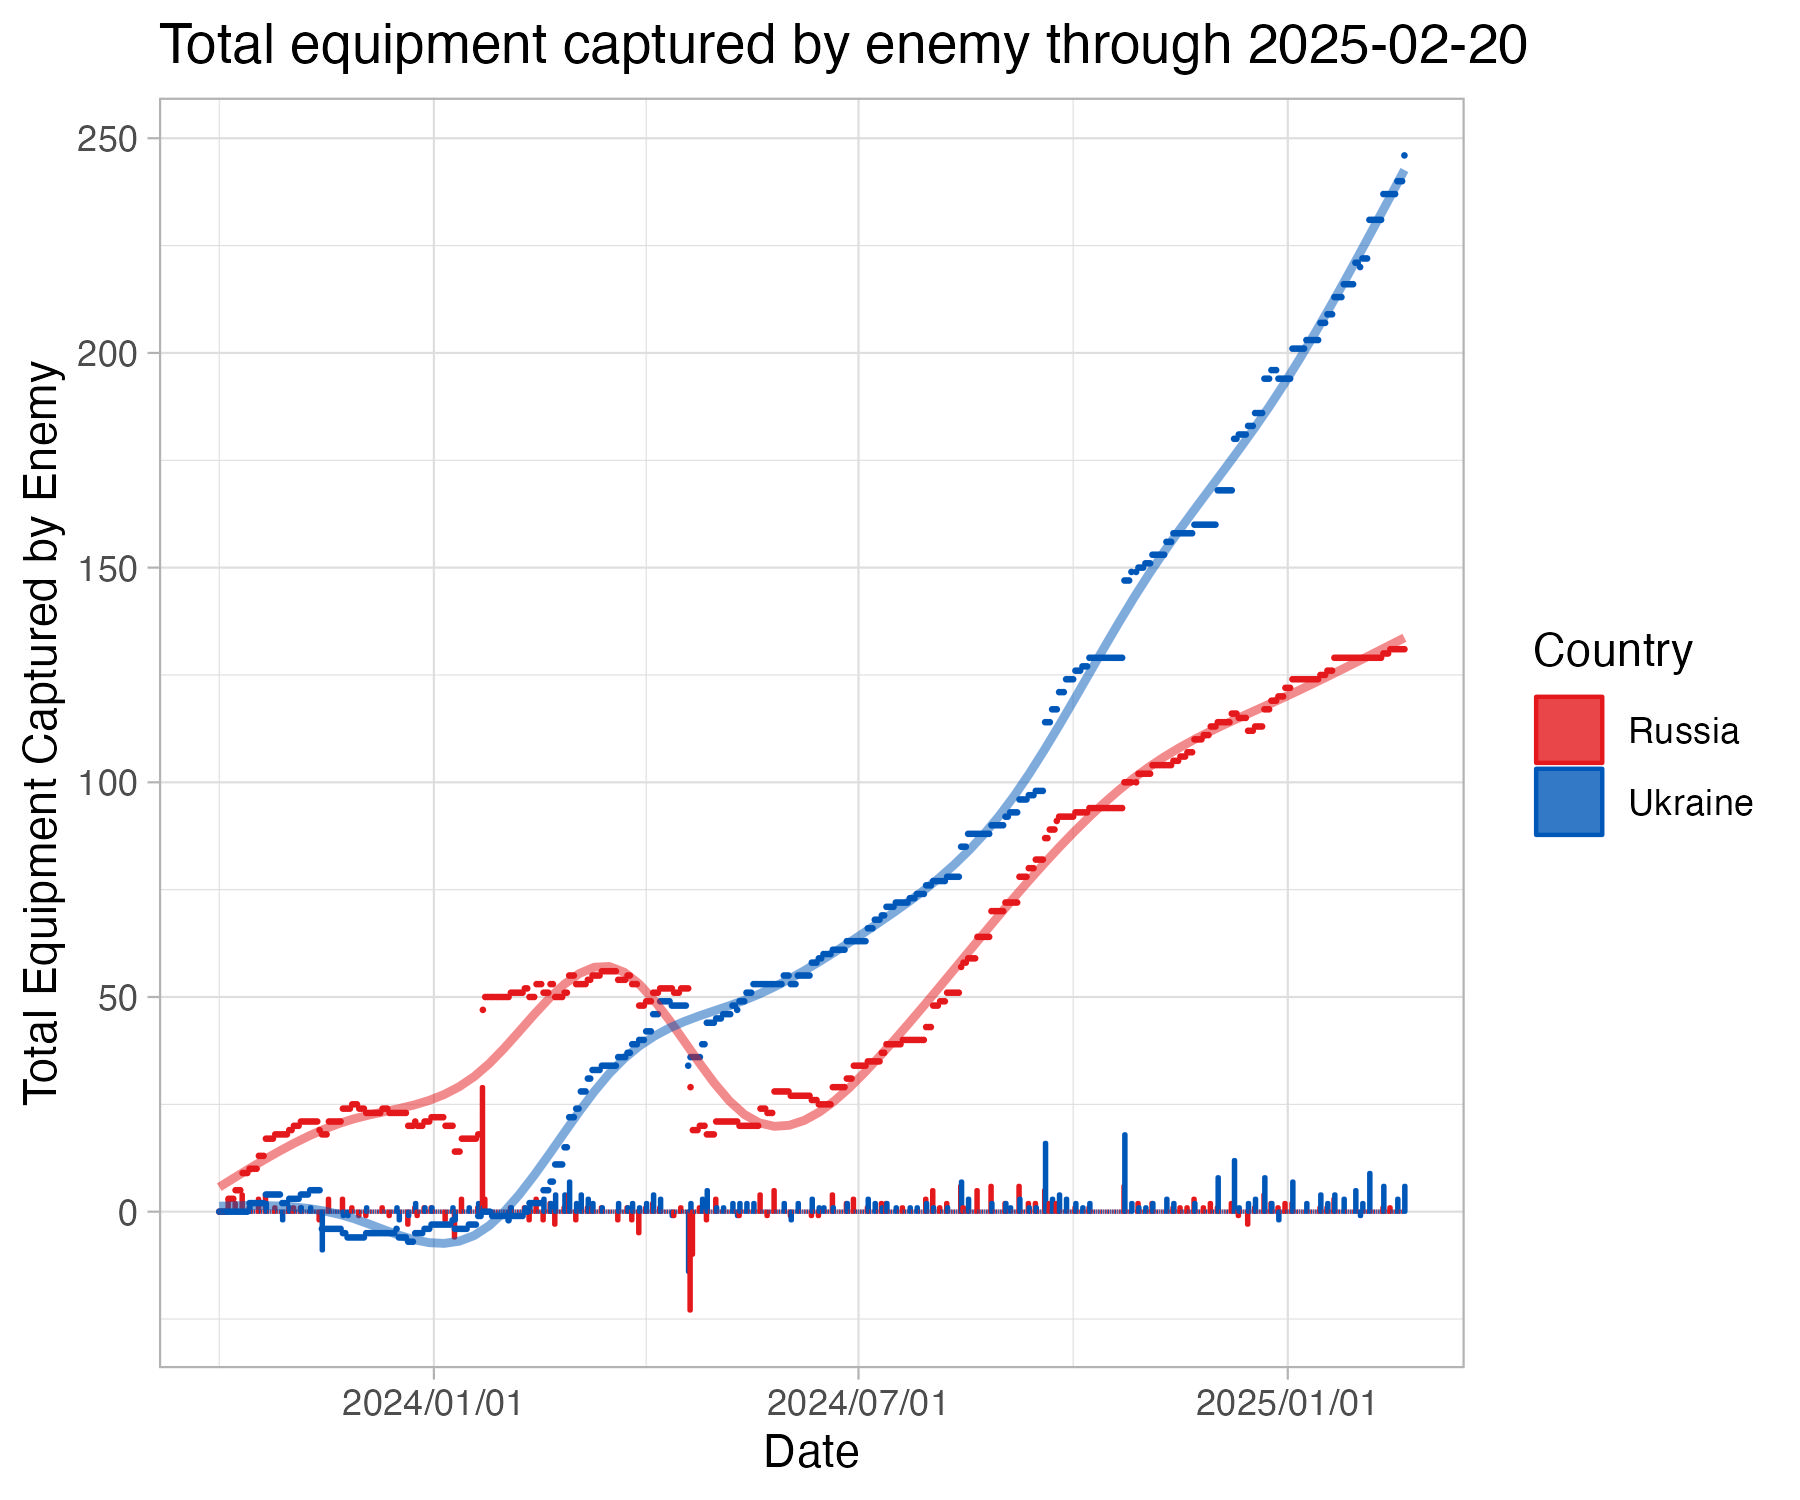 Total equipment captured by enemy through 2025-02-20
Total Equipment Captured by Enemy
250
200
150
100
50
0
2024/01/01
2024/07/01
2025/01/01
Date
Country
Russia
Ukraine